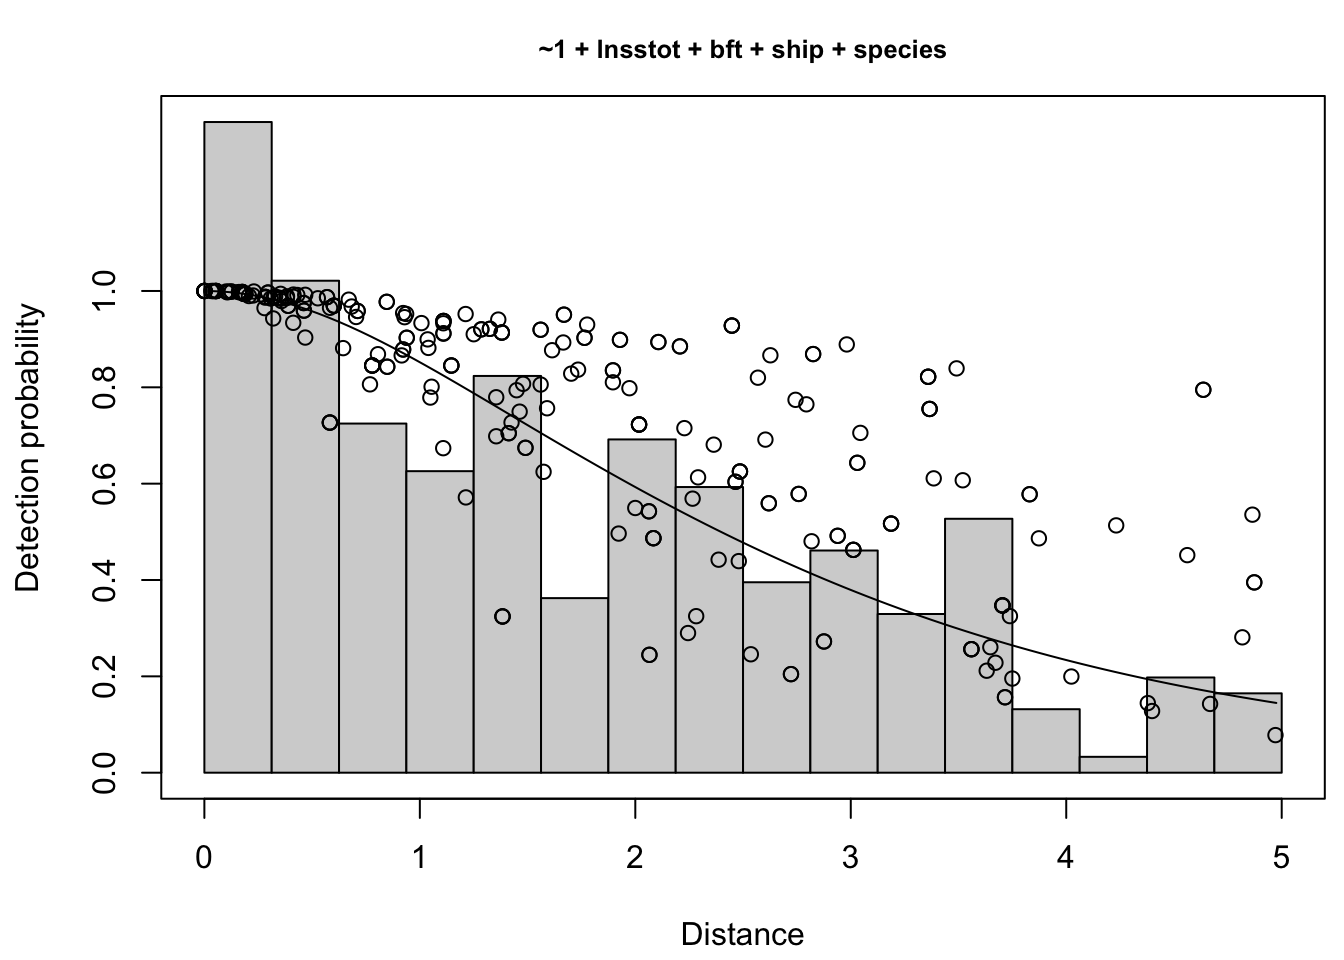 ~1 + lnsstot + bft + ship + species
Detection probability
1.0
0.8
0.6
0.4
0.2
0.0
0 1 2 3 4 5
Distance